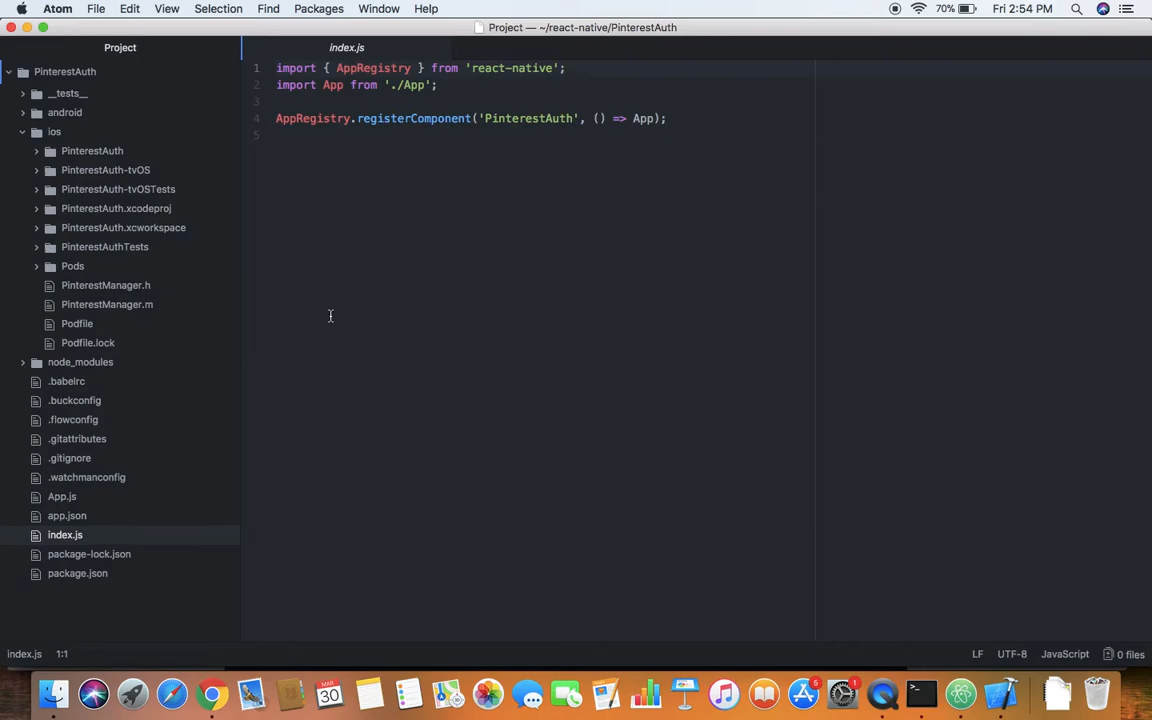 Atom File Edit View Selection Find Packages Window Help 70% Fri 2:54 PM
Project — ~/react-native/PinterestAuth
Project
PinterestAuth
__tests__
android
ios
PinterestAuth
PinterestAuth-tvOS
PinterestAuth-tvOSTests
PinterestAuth.xcodeproj
PinterestAuth.xcworkspace
PinterestAuthTests
Pods
PinterestManager.h
PinterestManager.m
Podfile
Podfile.lock
node_modules
.babelrc
.buckconfig
.flowconfig
.gitattributes
.gitignore
.watchmanconfig
App.js
app.json
index.js
package-lock.json
package.json
index.js
1 import { AppRegistry } from 'react-native';
2 import App from './App';
3
4 AppRegistry.registerComponent('PinterestAuth', () => App);
5
index.js 1:1 LF UTF-8 JavaScript 0 files
MAR 30 5 1